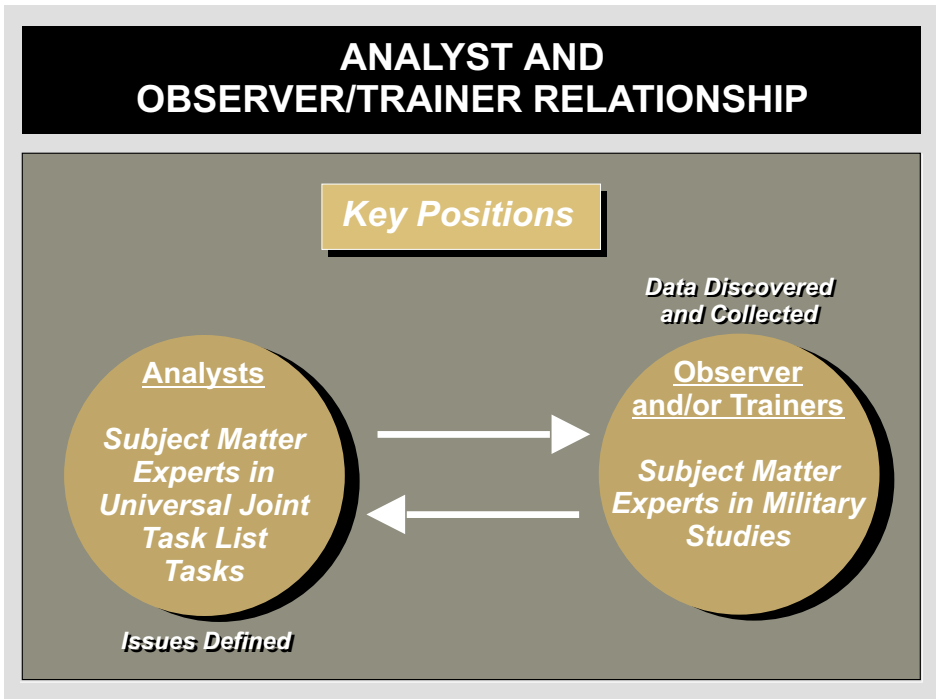 ANALYST AND
OBSERVER/TRAINER RELATIONSHIP
Key Positions
Analysts
Subject Matter
Experts in
Universal Joint
Task List
Tasks
Issues Defined
Data Discovered
and Collected
Observer
and/or Trainers
Subject Matter
Experts in Military
Studies